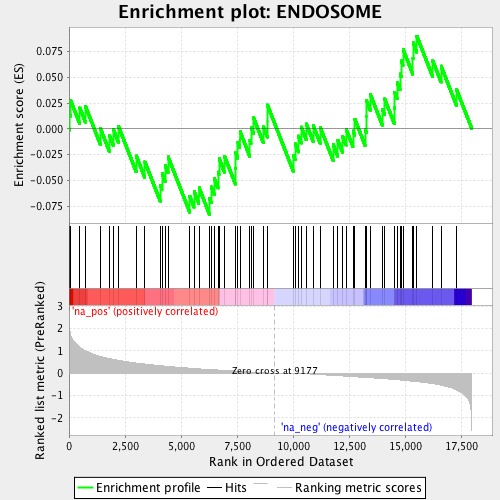 Enrichment plot: ENDOSOME
Enrichment score (ES)
0.075
0.050
0.025
0.000
-0.025
-0.050
-0.075
Ranked list metric (PreRanked)
3
2
1
0
-1
-2
'na_pos' (positively correlated)
Zero cross at 9177
'na_neg' (negatively correlated)
0
2,500
5,000
7,500
10,000
12,500
15,000
17,500
Rank in Ordered Dataset
Enrichment profile
Hits
Ranking metric scores